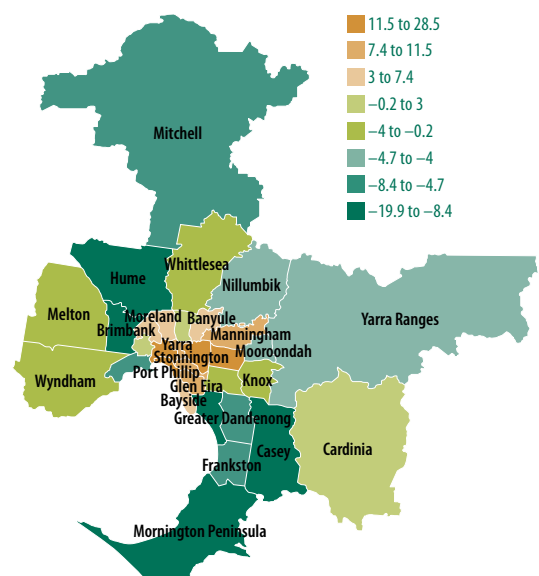 11.5 to 28.5
7.4 to 11.5
3 to 7.4
–0.2 to 3
–4 to –0.2
–4.7 to –4
–8.4 to –4.7
–19.9 to –8.4
Mitchell
Whittlesea
Hume
Nillumbik
Melton
Moreland
Banyule
Yarra Ranges
Brimbank
Manningham
Yarra
Mooroondah
Stonnington
Port Phillip
Wyndham
Glen Eira
Knox
Bayside
Greater Dandenong
Casey
Cardinia
Frankston
Mornington Peninsula